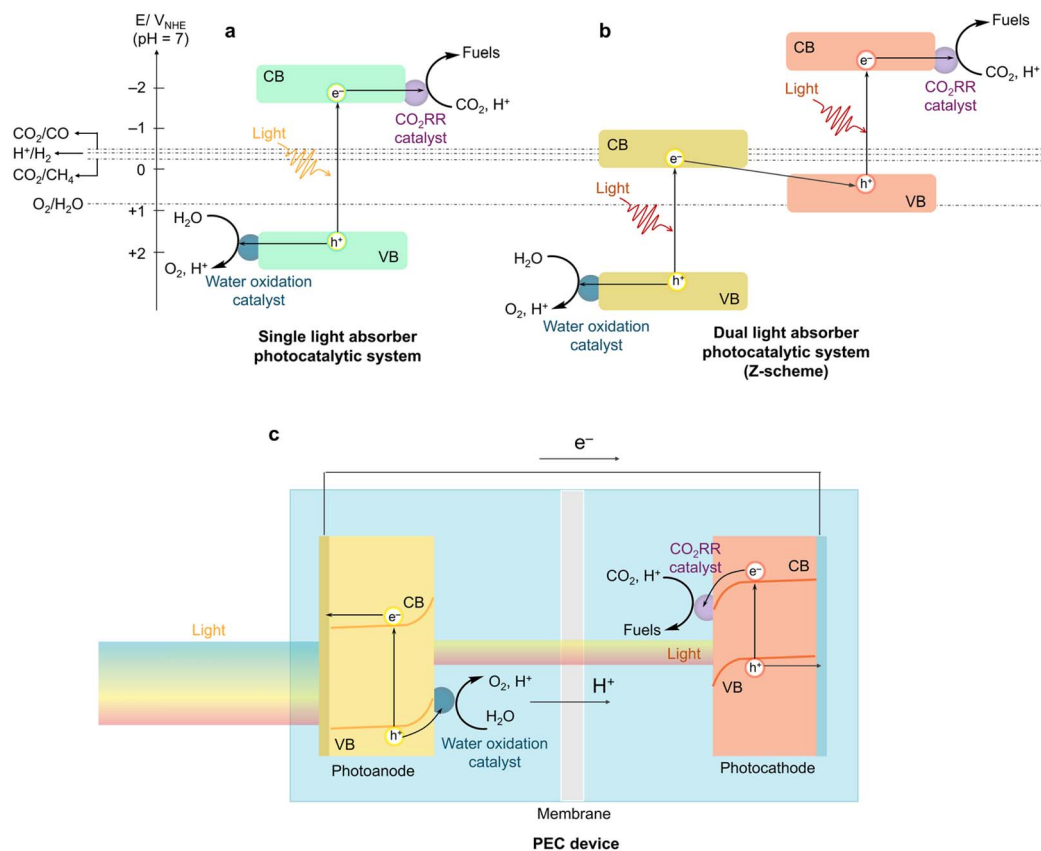 E/ V_NHE
(pH = 7)
−2
−1
0
+1
+2
CO₂/CO
H⁺/H₂
CO₂/CH₄
O₂/H₂O
a
CB
e⁻
Fuels
CO₂, H⁺
CO₂RR
catalyst
Light
H₂O
h⁺
VB
O₂, H⁺
Water oxidation
catalyst
Single light absorber
photocatalytic system
b
CB
e⁻
Fuels
CO₂, H⁺
CO₂RR
catalyst
Light
CB
e⁻
h⁺
VB
Light
H₂O
h⁺
VB
O₂, H⁺
Water oxidation
catalyst
Dual light absorber
photocatalytic system
(Z-scheme)
c
e⁻
CO₂RR
catalyst
CO₂, H⁺
e⁻
CB
Fuels
Light
h⁺
VB
Photocathode
Light
CB
e⁻
VB
h⁺
O₂, H⁺
H₂O
Water oxidation
catalyst
H⁺
Photoanode
Membrane
PEC device